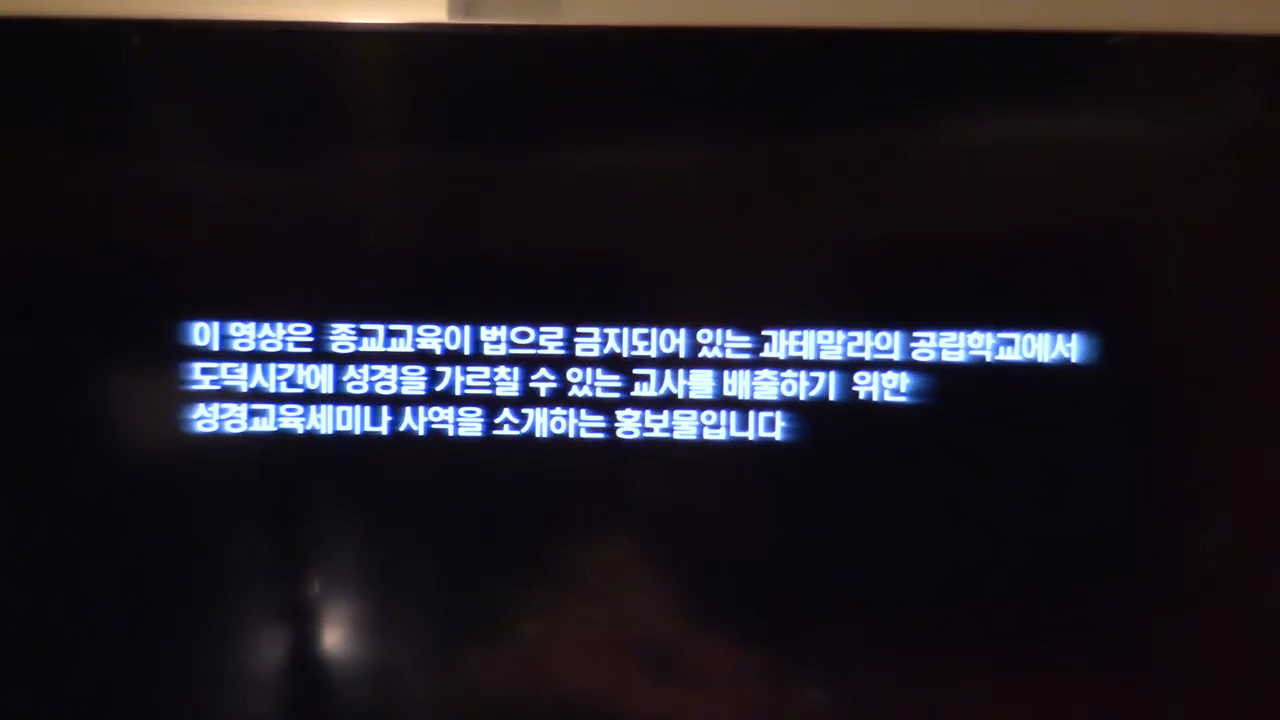 이 영상은 종교교육이 법으로 금지되어 있는 과테말라의 공립학교에서
도덕시간에 성경을 가르칠 수 있는 교사를 배출하기 위한
성경교육세미나 사역을 소개하는 홍보물입니다